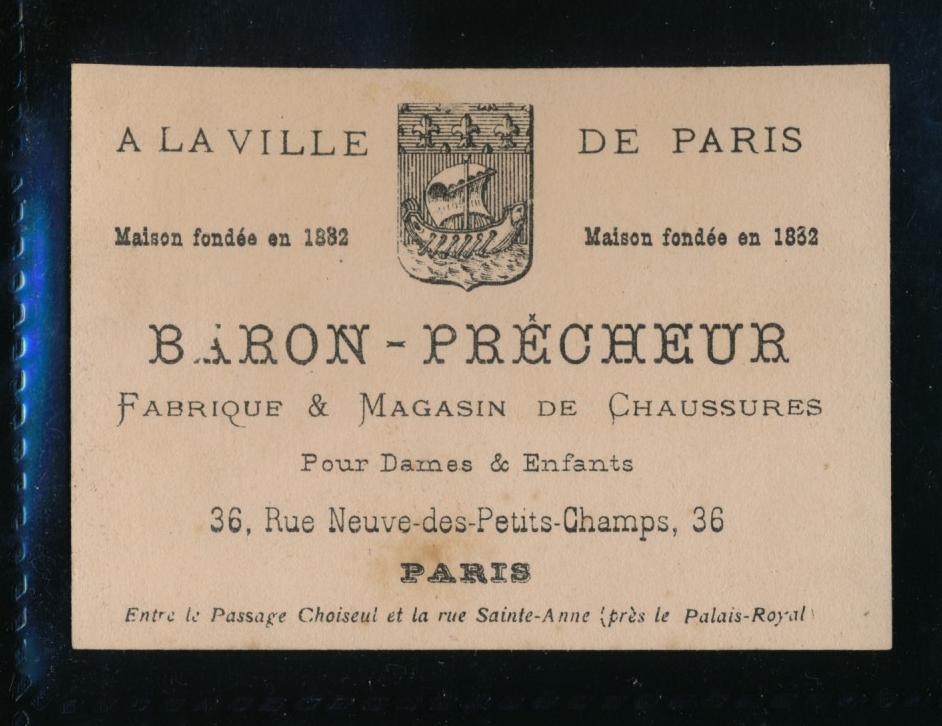 A LA VILLE DE PARIS
Maison fondée en 1832 Maison fondée en 1832
BARON-PRÊCHEUR
FABRIQUE & MAGASIN DE CHAUSSURES
Pour Dames & Enfants
36, Rue Neuve-des-Petits-Champs, 36
PARIS
Entre le Passage Choiseul et la rue Sainte-Anne (près le Palais-Royal)